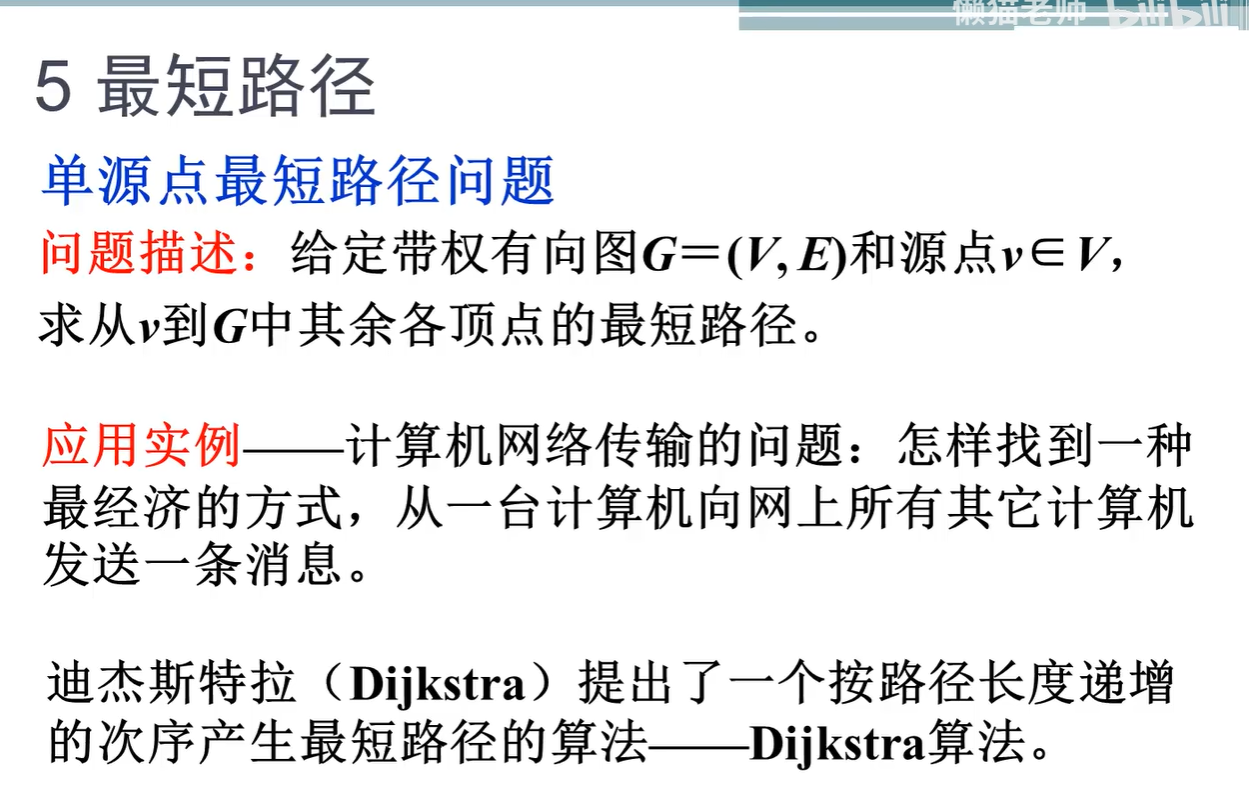 懒猫老师 bilibili
5 最短路径
单源点最短路径问题
问题描述：给定带权有向图G＝(V, E)和源点v∈V，
求从v到G中其余各顶点的最短路径。
应用实例——计算机网络传输的问题：怎样找到一种
最经济的方式，从一台计算机向网上所有其它计算机
发送一条消息。
迪杰斯特拉（Dijkstra）提出了一个按路径长度递增
的次序产生最短路径的算法——Dijkstra算法。